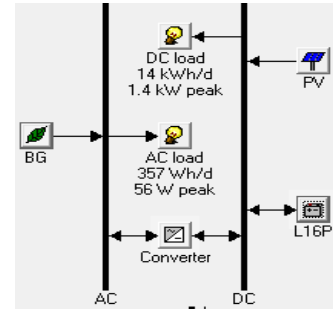 DC load
14 kWh/d
1.4 kW peak
PV
BG
AC load
357 Wh/d
56 W peak
L16P
Converter
AC
DC